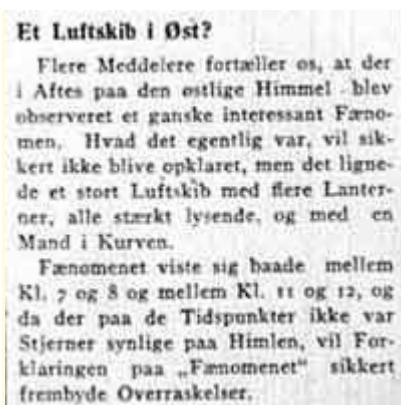 Et Luftskib i Øst?
Flere Meddelere fortæller os, at der
i Aftes paa den østlige Himmel blev
observeret et ganske interessant Fæno-
men. Hvad det egentlig var, vil sik-
kert ikke blive opklaret, men det ligne-
de et stort Luftskib med flere Lanter-
ner, alle stærkt lysende, og med en
Mand i Kurven.
Fænomenet viste sig baade mellem
Kl. 7 og 8 og mellem Kl. 11 og 12, og
da der paa de Tidspunkter ikke var
Stjerner synlige paa Himlen, vil For-
klaringen paa „Fænomenet“ sikkert
frembyde Overraskelser.